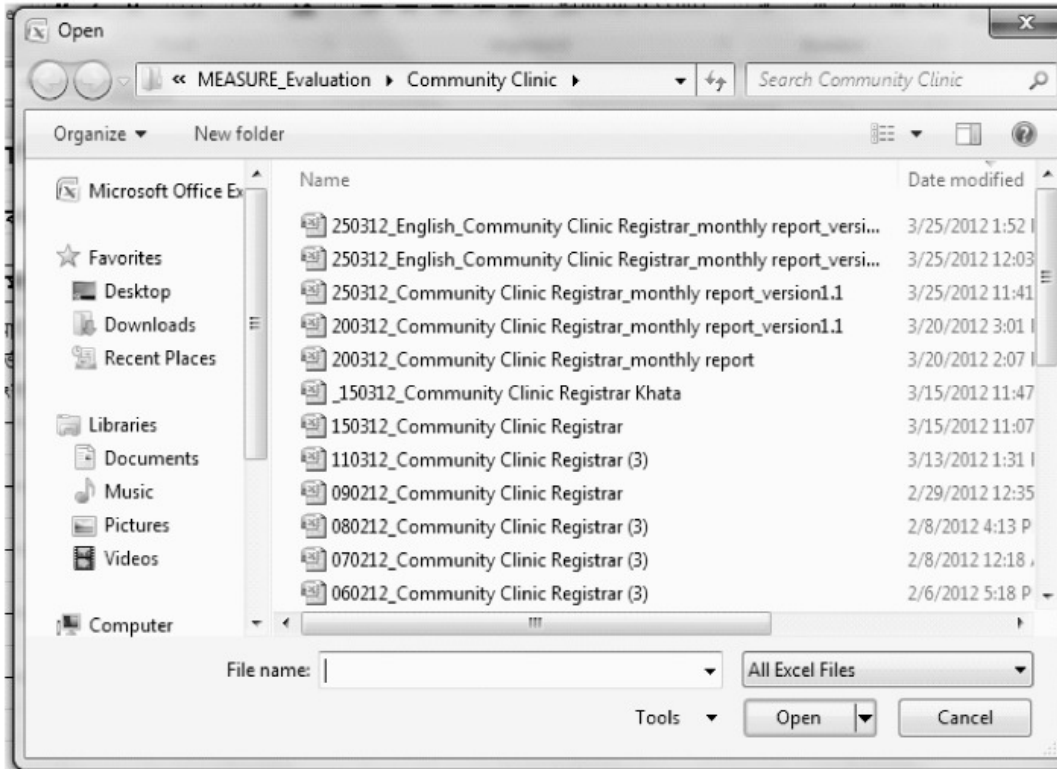 Open
« MEASURE_Evaluation Community Clinic
Search Community Clinic
Organize New folder
Microsoft Office Ex
Favorites
Desktop
Downloads
Recent Places
Libraries
Documents
Music
Pictures
Videos
Computer
Name Date modified
250312_English_Community Clinic Registrar_monthly report_versi... 3/25/2012 1:52
250312_English_Community Clinic Registrar_monthly report_versi... 3/25/2012 12:03
250312_Community Clinic Registrar_monthly report_version1.1 3/25/2012 11:41
200312_Community Clinic Registrar_monthly report_version1.1 3/20/2012 3:01
200312_Community Clinic Registrar_monthly report 3/20/2012 2:07
_150312_Community Clinic Registrar Khata 3/15/2012 11:47
150312_Community Clinic Registrar 3/15/2012 11:07
110312_Community Clinic Registrar (3) 3/13/2012 1:31
090212_Community Clinic Registrar 2/29/2012 12:35
080212_Community Clinic Registrar (3) 2/8/2012 4:13 P
070212_Community Clinic Registrar (3) 2/8/2012 12:18
060212_Community Clinic Registrar (3) 2/6/2012 5:18 P
File name: All Excel Files
Tools Open Cancel